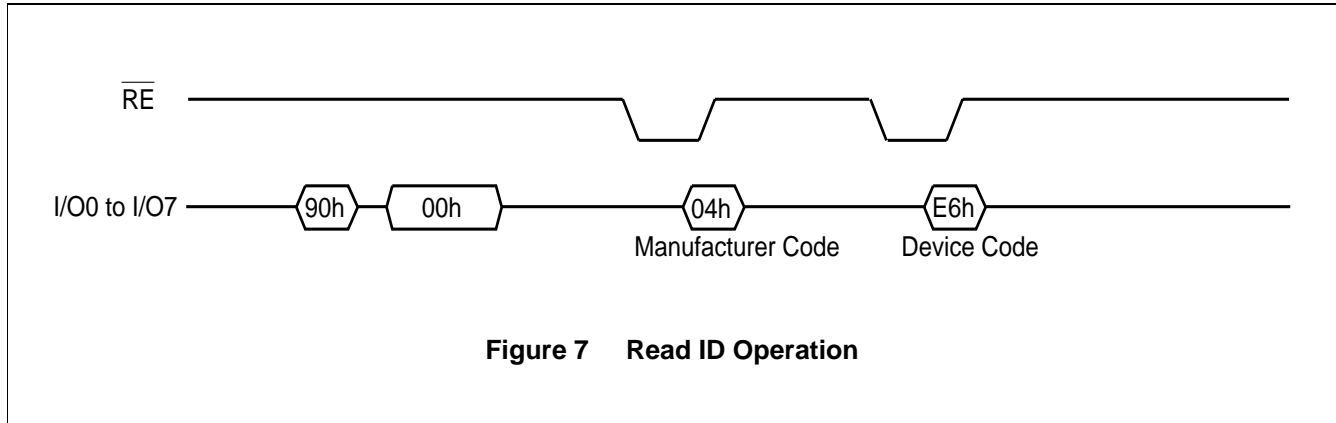 RE
I/O0 to I/O7 90h 00h 04h E6h
Manufacturer Code Device Code
Figure 7 Read ID Operation